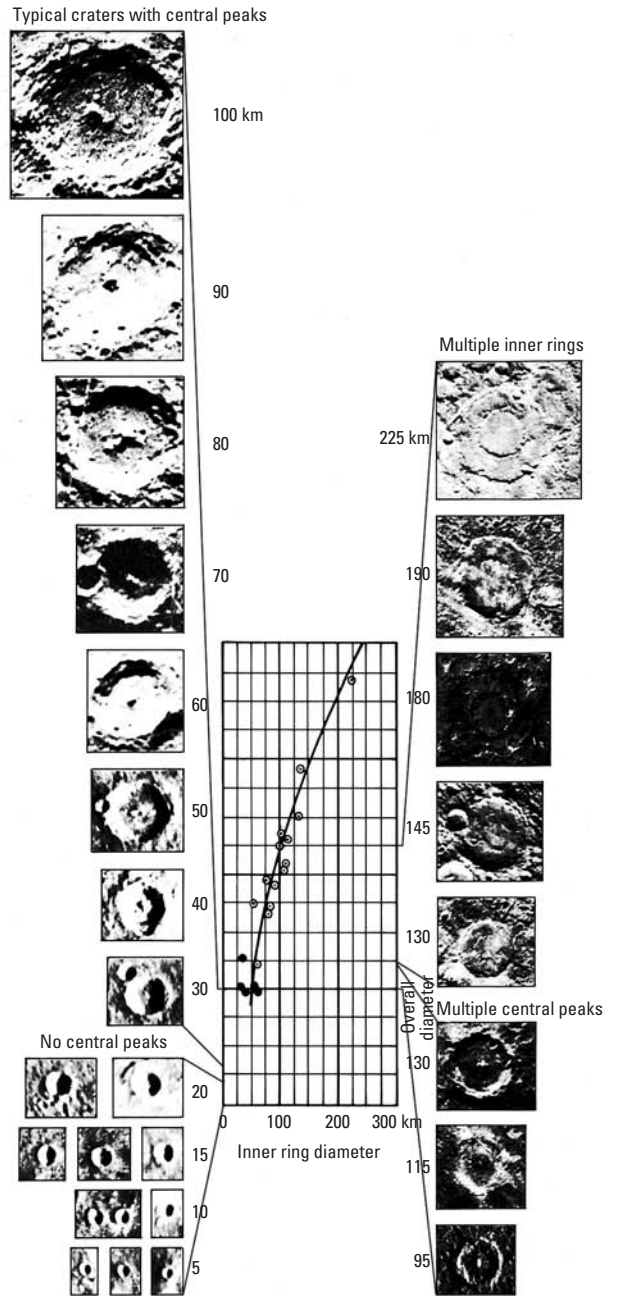 Typical craters with central peaks
100 km
90
80
70
60
50
40
30
No central peaks
20
15
10
5
Multiple inner rings
225 km
190
180
145
130
Multiple central peaks
130
115
95
Overall
diameter
0 100 200 300 km
Inner ring diameter